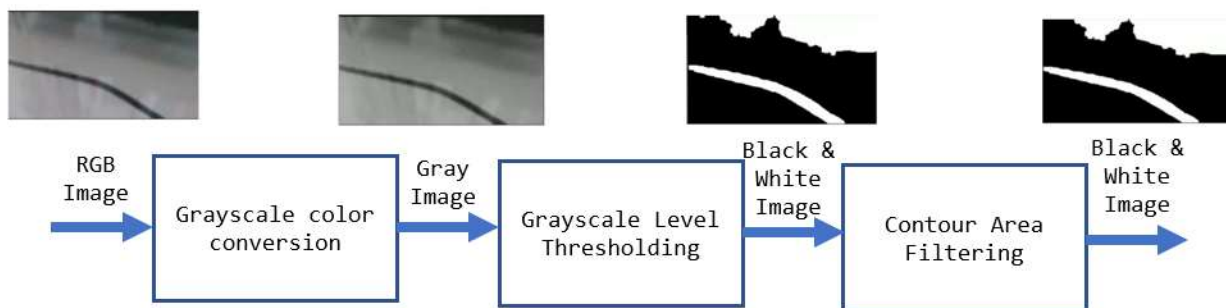 RGB
Image
Grayscale color
conversion
Gray
Image
Grayscale Level
Thresholding
Black &
White
Image
Contour Area
Filtering
Black &
White
Image